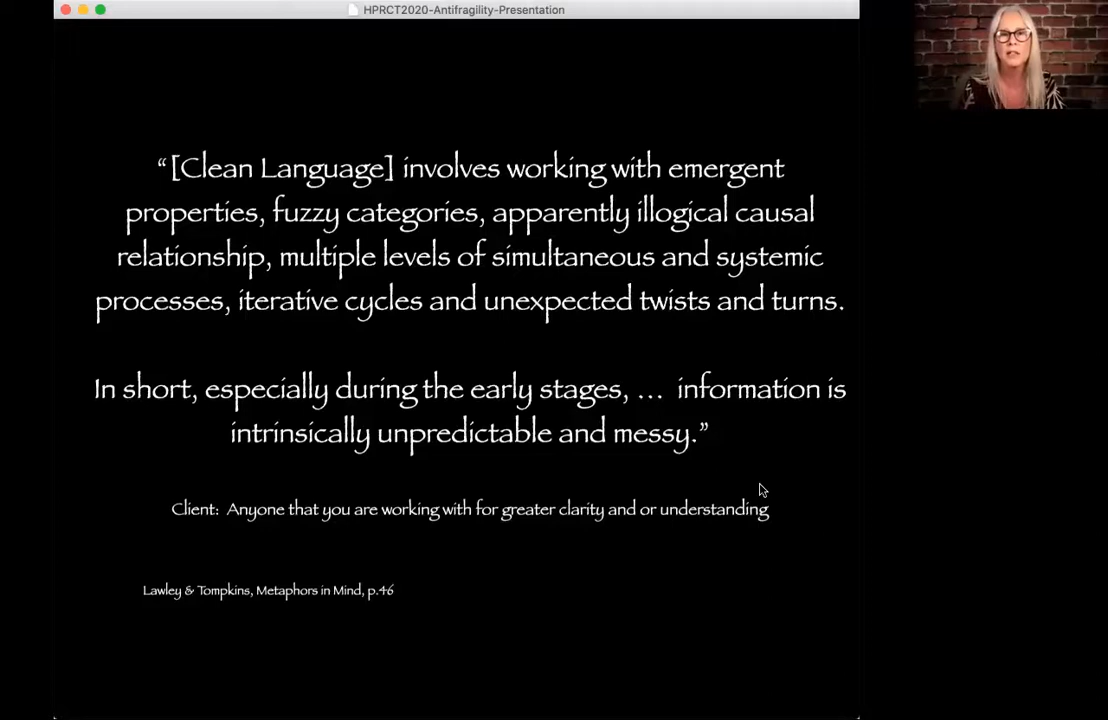 HPRCT2020-Antifragility-Presentation
“[Clean Language] involves working with emergent
properties, fuzzy categories, apparently illogical causal
relationship, multiple levels of simultaneous and systemic
processes, iterative cycles and unexpected twists and turns.
In short, especially during the early stages, ... information is
intrinsically unpredictable and messy.”
Client: Anyone that you are working with for greater clarity and or understanding
Lawley & Tompkins, Metaphors in Mind, p.46